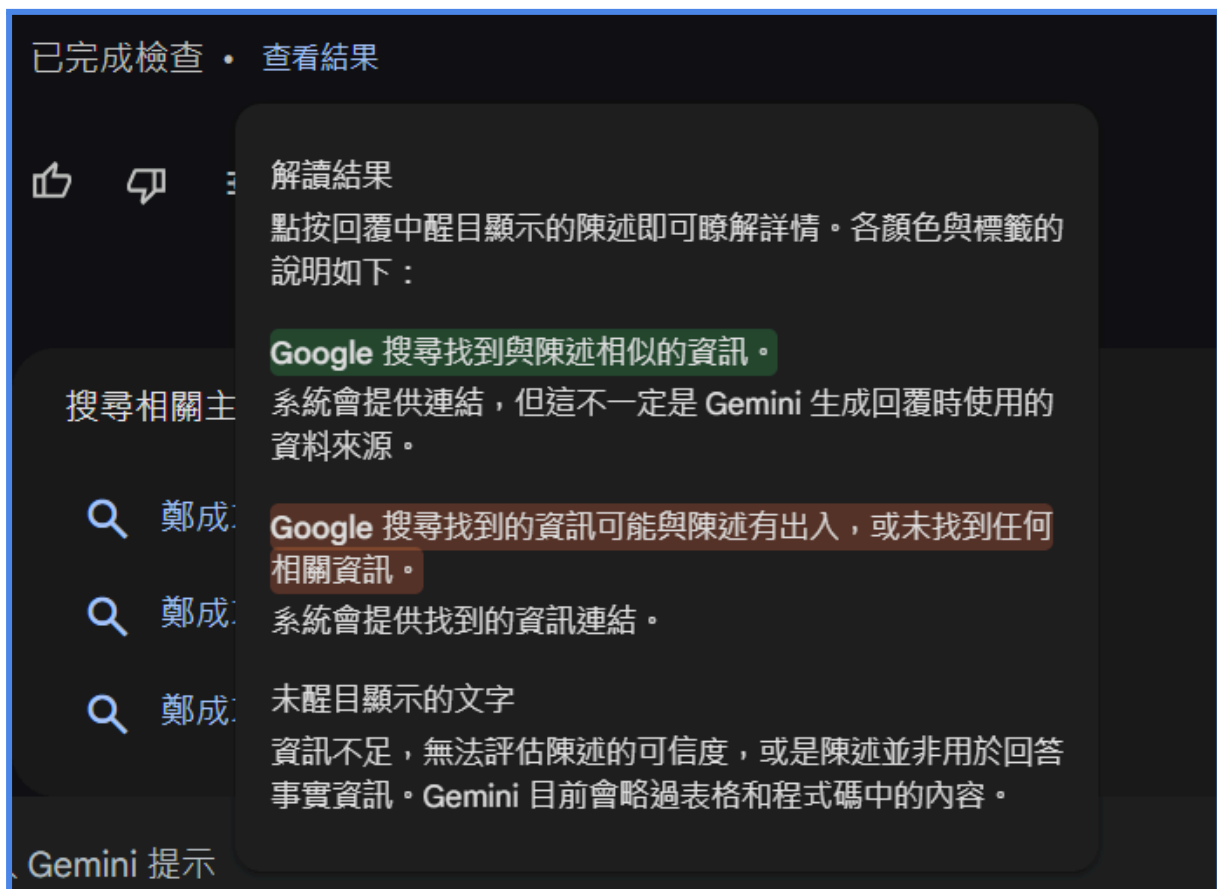 已完成檢查 • 查看結果
解讀結果
點按回覆中醒目顯示的陳述即可瞭解詳情。各顏色與標籤的
說明如下：
Google 搜尋找到與陳述相似的資訊。
系統會提供連結，但這不一定是 Gemini 生成回覆時使用的
資料來源。
Google 搜尋找到的資訊可能與陳述有出入，或未找到任何
相關資訊。
系統會提供找到的資訊連結。
未醒目顯示的文字
資訊不足，無法評估陳述的可信度，或是陳述並非用於回答
事實資訊。Gemini 目前會略過表格和程式碼中的內容。
搜尋相關主
鄭成
鄭成
鄭成
Gemini 提示